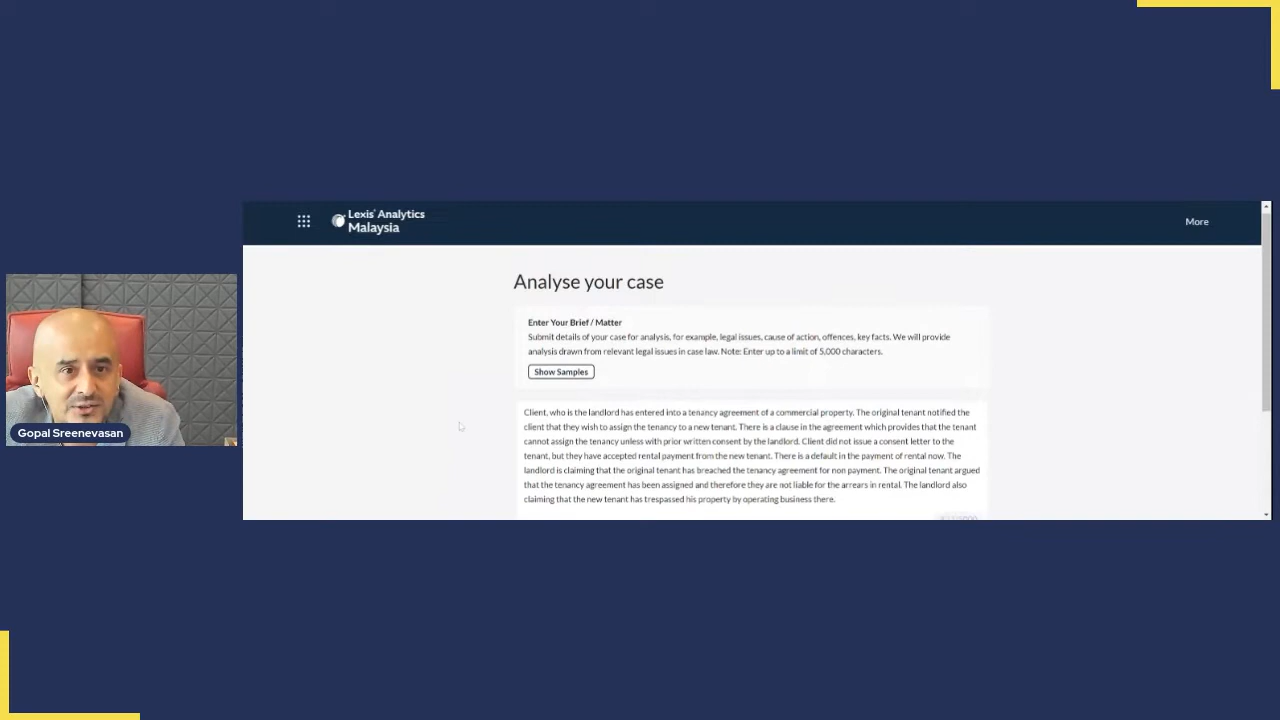 Lexis® Analytics
Malaysia
More
Analyse your case
Enter Your Brief / Matter
Submit details of your case for analysis, for example, legal issues, cause of action, offences, key facts. We will provide
analysis drawn from relevant legal issues in case law. Note: Enter up to a limit of 5,000 characters.
Show Samples
Client, who is the landlord has entered into a tenancy agreement of a commercial property. The original tenant notified the
client that they wish to assign the tenancy to a new tenant. There is a clause in the agreement which provides that the tenant
cannot assign the tenancy unless with prior written consent by the landlord. Client did not issue a consent letter to the
tenant, but they have accepted rental payment from the new tenant. There is a default in the payment of rental now. The
landlord is claiming that the original tenant has breached the tenancy agreement for non payment. The original tenant argued
that the tenancy agreement has been assigned and therefore they are not liable for the arrears in rental. The landlord also
claiming that the new tenant has trespassed his property by operating business there.
Gopal Sreenevasan